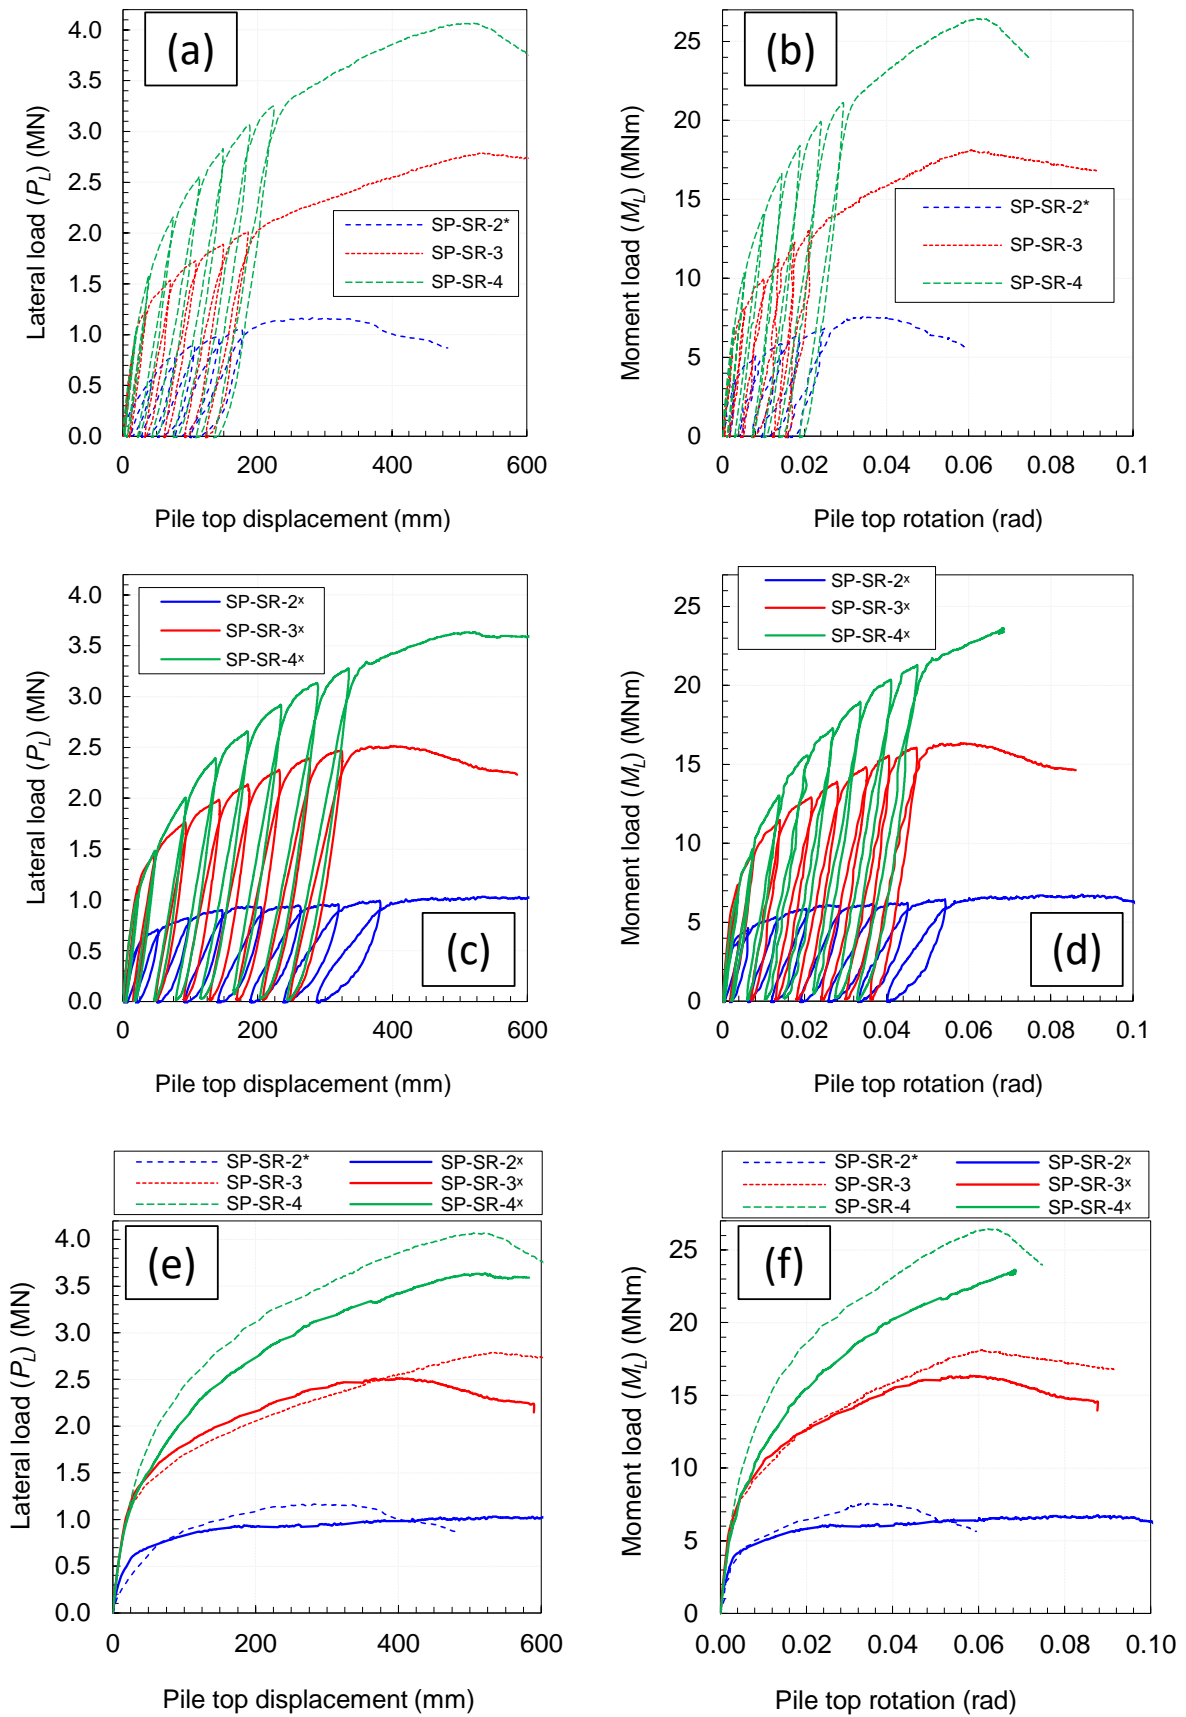 (a)
4.0
3.5
3.0
2.5
2.0
1.5
1.0
0.5
0.0
Lateral load (P_L) (MN)
SP-SR-2*
SP-SR-3
SP-SR-4
0 200 400 600
Pile top displacement (mm)
(b)
25
20
15
10
5
0
Moment load (M_L) (MNm)
SP-SR-2*
SP-SR-3
SP-SR-4
0 0.02 0.04 0.06 0.08 0.1
Pile top rotation (rad)
SP-SR-2ˣ
SP-SR-3ˣ
SP-SR-4ˣ
4.0
3.5
3.0
2.5
2.0
1.5
1.0
0.5
0.0
Lateral load (P_L) (MN)
(c)
0 200 400 600
Pile top displacement (mm)
SP-SR-2ˣ
SP-SR-3ˣ
SP-SR-4ˣ
25
20
15
10
5
0
Moment load (M_L) (MNm)
(d)
0 0.02 0.04 0.06 0.08 0.1
Pile top rotation (rad)
SP-SR-2* SP-SR-2ˣ
SP-SR-3 SP-SR-3ˣ
SP-SR-4 SP-SR-4ˣ
(e)
4.0
3.5
3.0
2.5
2.0
1.5
1.0
0.5
0.0
Lateral load (P_L) (MN)
0 200 400 600
Pile top displacement (mm)
SP-SR-2* SP-SR-2ˣ
SP-SR-3 SP-SR-3ˣ
SP-SR-4 SP-SR-4ˣ
(f)
25
20
15
10
5
0
Moment load (M_L) (MNm)
0.00 0.02 0.04 0.06 0.08 0.10
Pile top rotation (rad)